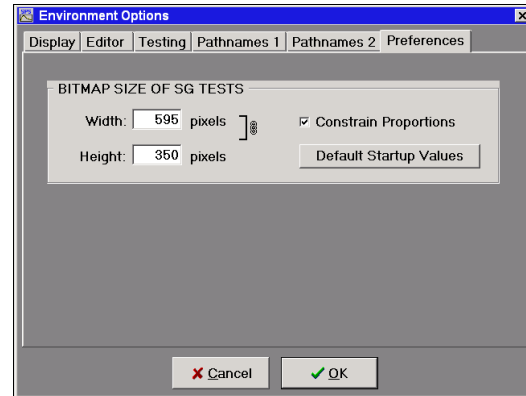 Environment Options
Display Editor Testing Pathnames 1 Pathnames 2 Preferences
BITMAP SIZE OF SG TESTS
Width: 595 pixels
Constrain Proportions
Height: 350 pixels
Default Startup Values
Cancel
OK